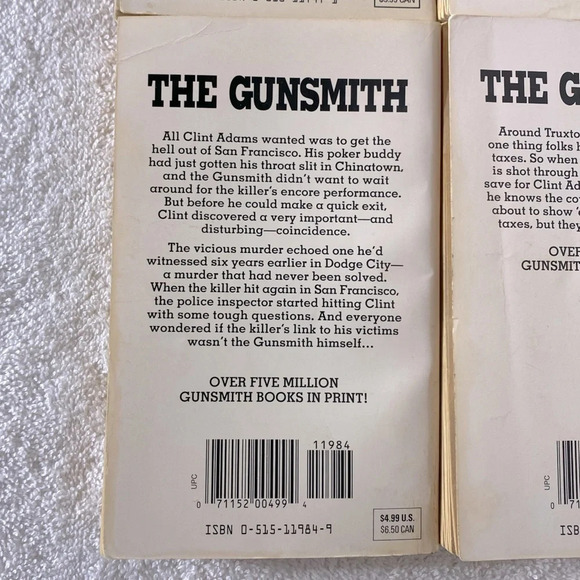 $5.99 CAN
THE GUNSMITH
All Clint Adams wanted was to get the
hell out of San Francisco. His poker buddy
had just gotten his throat slit in Chinatown,
and the Gunsmith didn't want to wait
around for the killer's encore performance.
But before he could make a quick exit,
Clint discovered a very important—and
disturbing—coincidence.
The vicious murder echoed one he'd
witnessed six years earlier in Dodge City—
a murder that had never been solved.
When the killer hit again in San Francisco,
the police inspector started hitting Clint
with some tough questions. And everyone
wondered if the killer's link to his victims
wasn't the Gunsmith himself...
OVER FIVE MILLION
GUNSMITH BOOKS IN PRINT!
11984
UPC
0 71152 00499 4
$4.99 U.S.
$6.50 CAN
ISBN 0-515-11984-9
THE G
Around Truxto
one thing folks h
taxes. So when
is shot through
save for Clint Ad
he knows the co
about to show 'e
taxes, but they
OVER
GUNSMIT
UPC
0 71
ISB